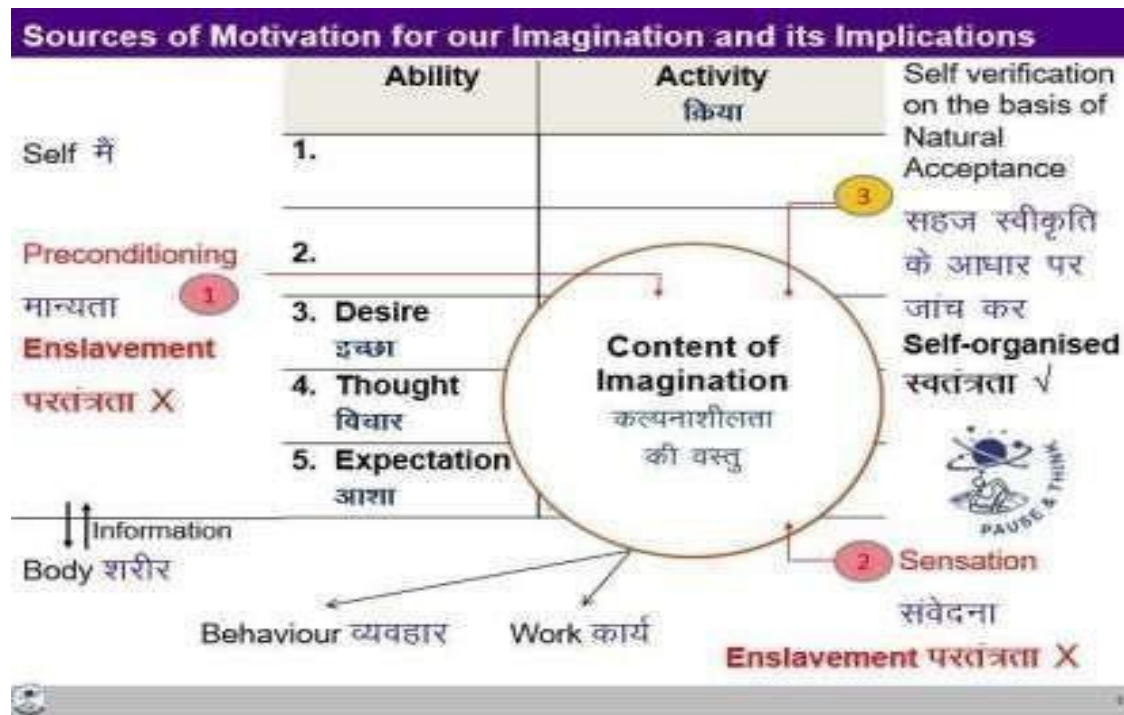 Sources of Motivation for our Imagination and its Implications
Ability
Activity
क्रिया
Self verification
on the basis of
Natural
Acceptance
सहज स्वीकृति
के आधार पर
जांच कर
Self-organised
स्वतंत्रता √
Self मैं
1.
3
Preconditioning
मान्यता
1
Enslavement
परतंत्रता X
2.
3. Desire
इच्छा
4. Thought
विचार
5. Expectation
आशा
Content of
Imagination
कल्पनाशीलता
की वस्तु
PAUSE & THINK
Information
Body शरीर
2 Sensation
संवेदना
Enslavement परतंत्रता X
Behaviour व्यवहार
Work कार्य